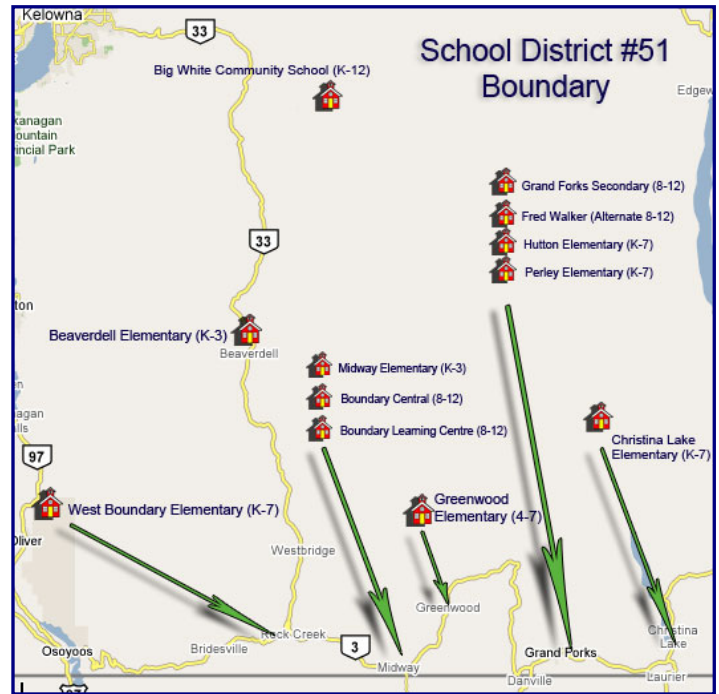 Kelowna
33
School District #51
Boundary
Big White Community School (K-12)
Edgew
kanagan
ountain
vincial Park
Grand Forks Secondary (8-12)
Fred Walker (Alternate 8-12)
Hutton Elementary (K-7)
Perley Elementary (K-7)
33
ton
Beaverdell Elementary (K-3)
Beaverdell
Midway Elementary (K-3)
Boundary Central (8-12)
Boundary Learning Centre (8-12)
en
agan
alls
97
Christina Lake
Elementary (K-7)
West Boundary Elementary (K-7)
Greenwood
Elementary (4-7)
Oliver
Westbridge
Greenwood
Rock Creek
Christina
Lake
Bridesville
3
Osoyoos
Midway
Grand Forks
Danville
Laurier
97